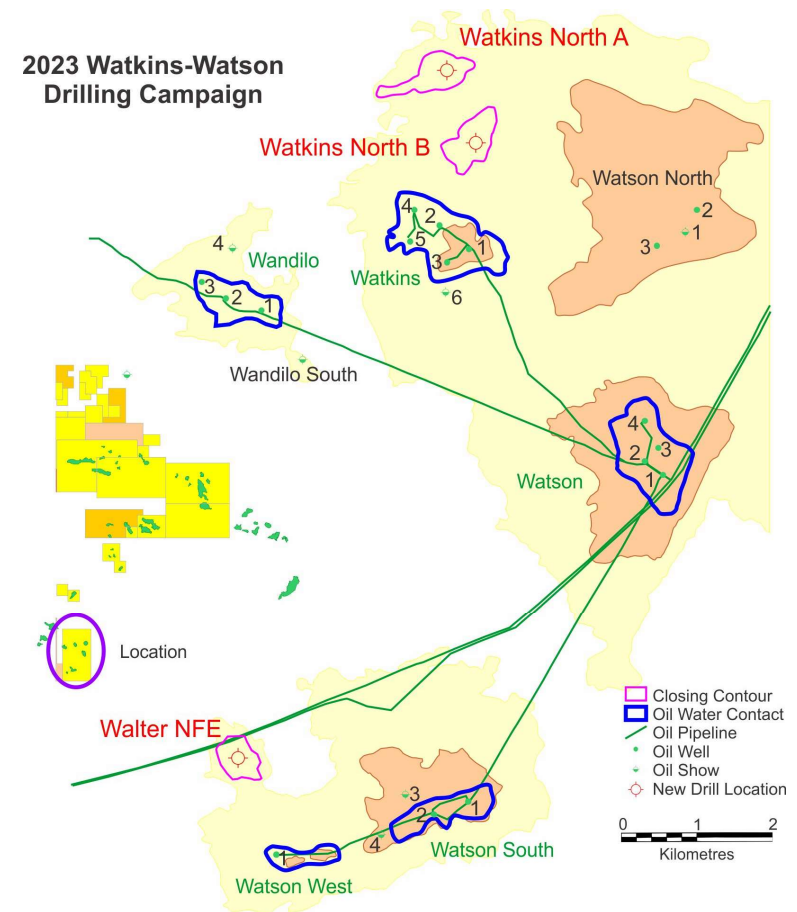 2023 Watkins-Watson
Drilling Campaign
Watkins North A
Watkins North B
Watson North
2
1
3
4
2
5
1
3
6
Watkins
4
Wandilo
3
2
1
Wandilo South
4
3
2
1
Watson
Location
Walter NFE
3
2
1
4
1
Watson South
Watson West
Closing Contour
Oil Water Contact
Oil Pipeline
Oil Well
Oil Show
New Drill Location
0 1 2
Kilometres